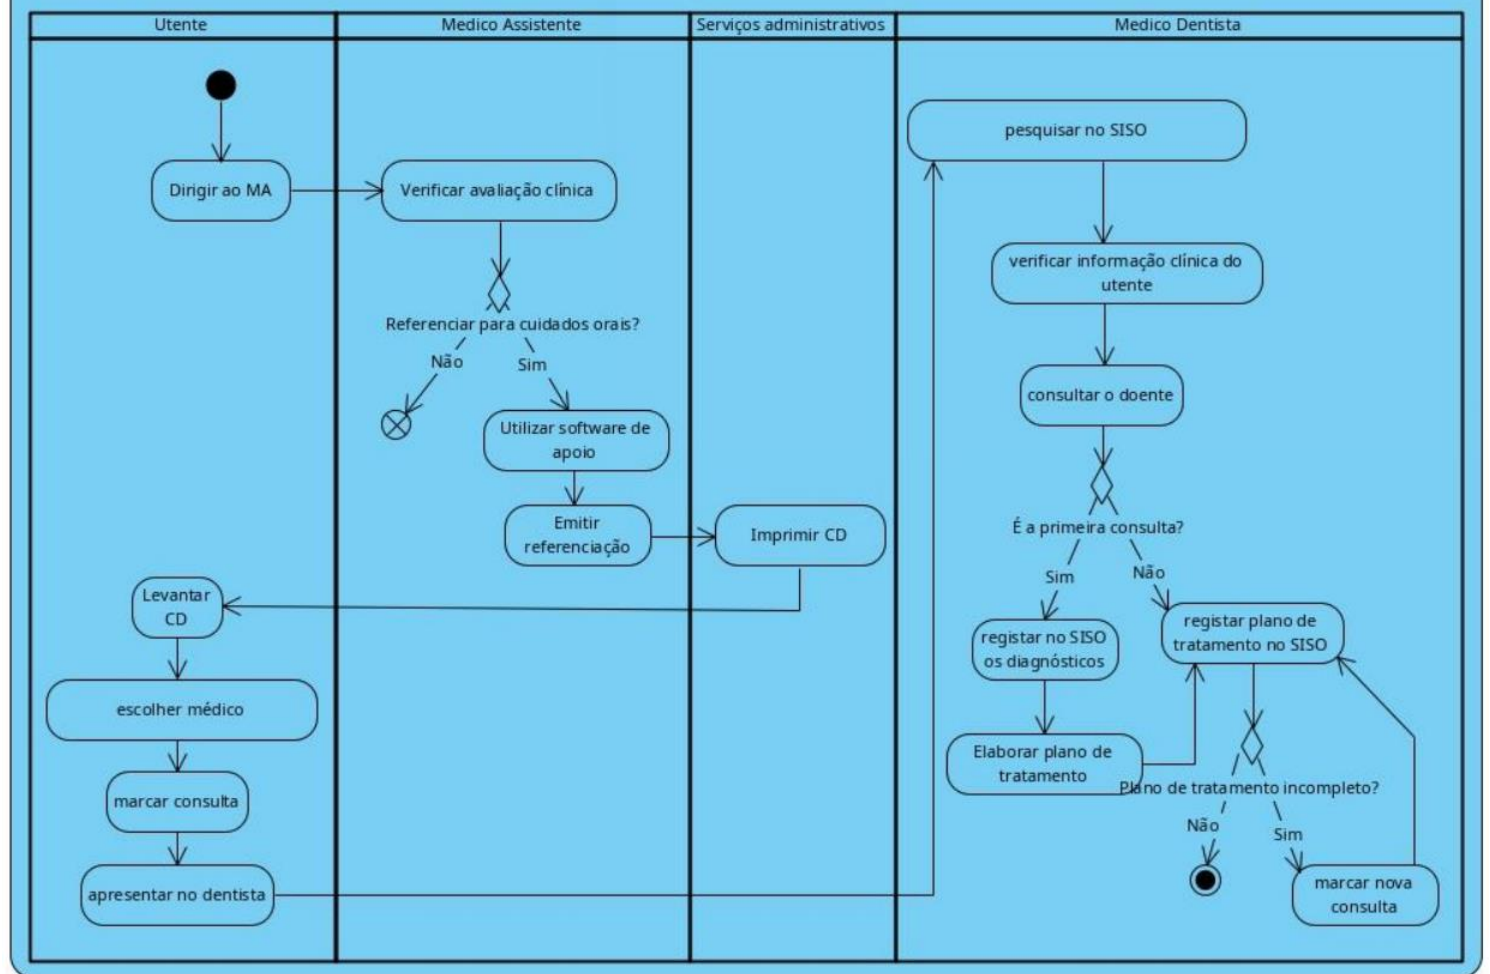 Utente
Medico Assistente
Serviços administrativos
Medico Dentista
Dirigir ao MA
Verificar avaliação clínica
Referenciar para cuidados orais?
Não
Sim
Utilizar software de
apoio
Emitir
referenciação
Imprimir CD
Levantar
CD
escolher médico
marcar consulta
apresentar no dentista
pesquisar no SISO
verificar informação clínica do
utente
consultar o doente
É a primeira consulta?
Sim
Não
registar no SISO
os diagnósticos
registar plano de
tratamento no SISO
Elaborar plano de
tratamento
Plano de tratamento incompleto?
Não
Sim
marcar nova
consulta